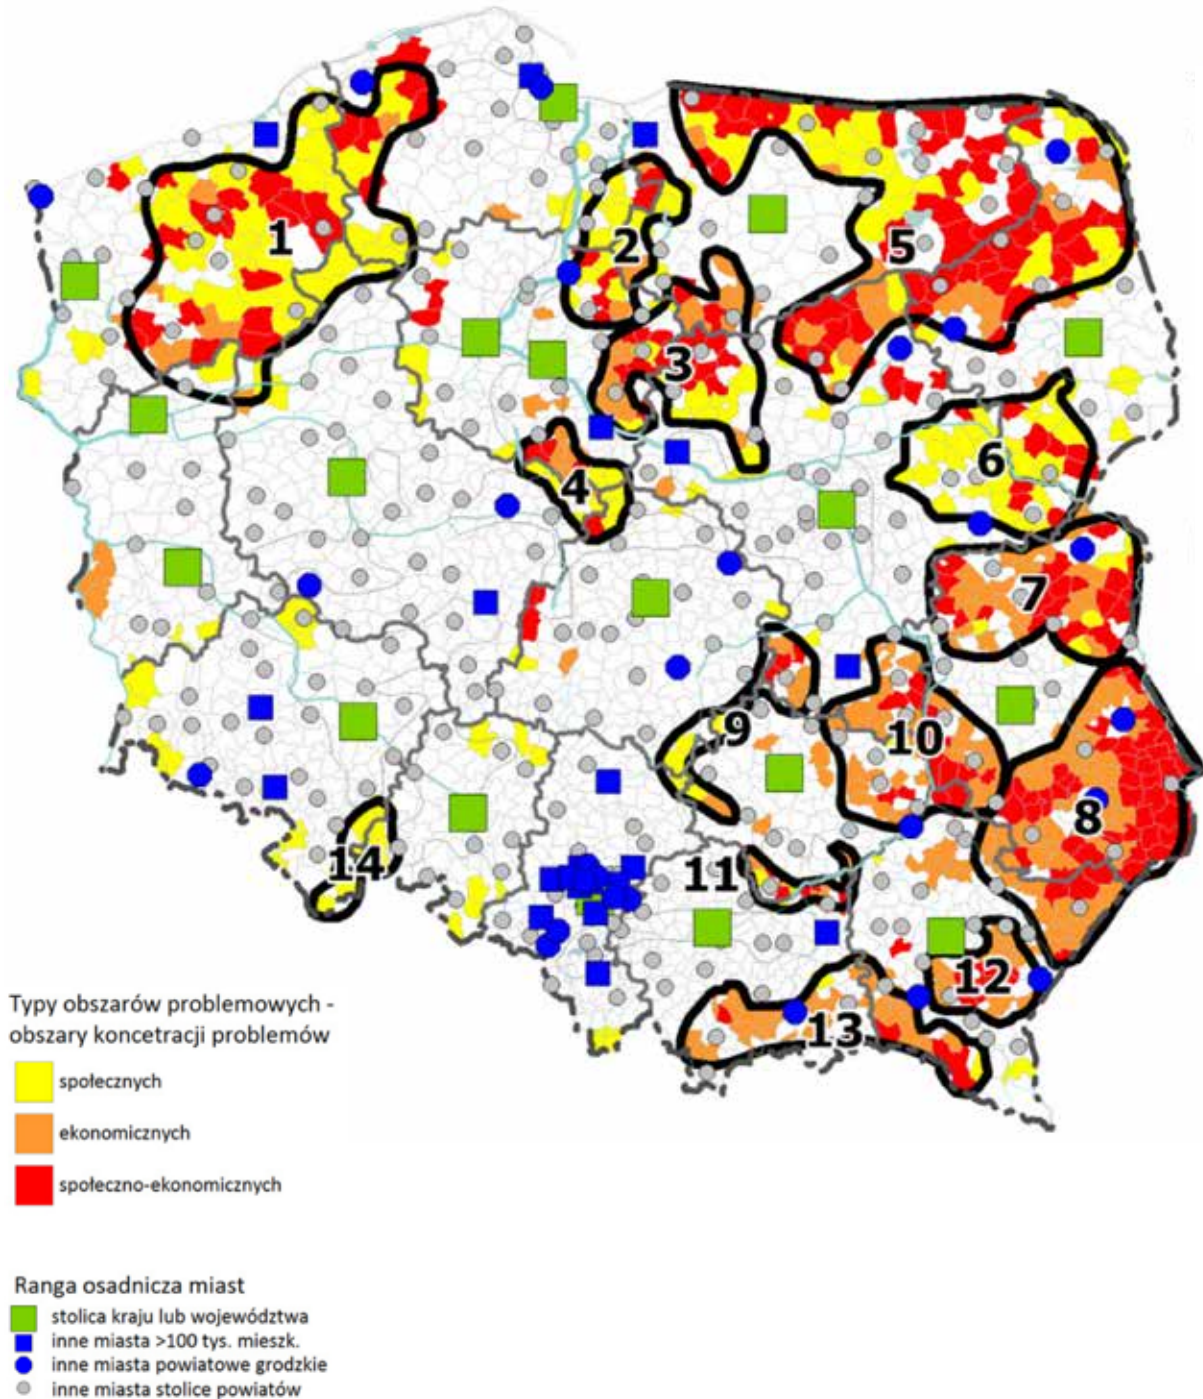 1
2
3
4
5
6
7
8
9
10
11
12
13
14
Typy obszarów problemowych -
obszary koncetracji problemów
społecznych
ekonomicznych
społeczno-ekonomicznych
Ranga osadnicza miast
stolica kraju lub województwa
inne miasta >100 tys. mieszk.
inne miasta powiatowe grodzkie
inne miasta stolice powiatów